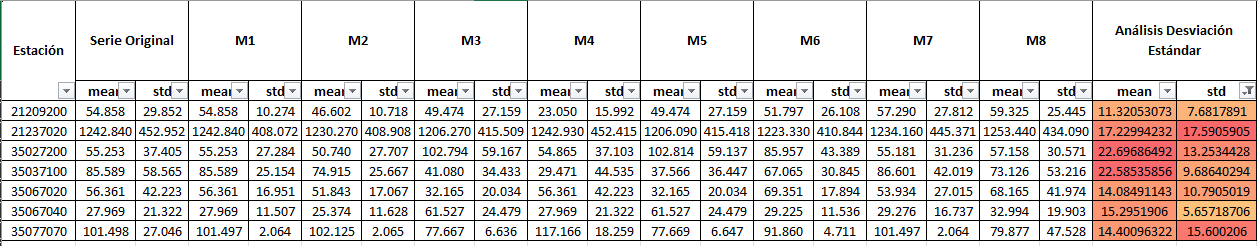 Estación Serie Original M1 M2 M3 M4 M5 M6 M7 M8 Análisis Desviación Estándar
mean std mean std mean std mean std mean std mean std mean std mean std mean std mean std
21209200 54.858 29.852 54.858 10.274 46.602 10.718 49.474 27.159 23.050 15.992 49.474 27.159 51.797 26.108 57.290 27.812 59.325 25.445 11.32053073 7.6817891
21237020 1242.840 452.952 1242.840 408.072 1230.270 408.908 1206.270 415.509 1242.930 452.415 1206.090 415.418 1223.330 410.844 1234.160 445.371 1253.440 434.090 17.22994232 17.5905905
35027200 55.253 37.405 55.253 27.284 50.740 27.707 102.794 59.167 54.865 37.103 102.814 59.137 85.957 43.389 55.181 31.236 57.158 30.571 22.69686492 13.2534428
35037100 85.589 58.565 85.589 25.154 74.915 25.667 41.080 34.433 29.471 44.535 37.566 36.447 67.065 30.845 86.601 42.019 73.126 53.216 22.58535856 9.68640294
35067020 56.361 42.223 56.361 16.951 51.843 17.067 32.165 20.034 56.361 42.223 32.165 20.034 69.351 17.894 53.934 27.015 68.165 41.974 14.08491143 10.7905019
35067040 27.969 21.322 27.969 11.507 25.374 11.628 61.527 24.479 27.969 21.322 61.527 24.479 29.225 11.536 29.276 16.737 32.994 19.903 15.2951906 5.65718706
35077070 101.498 27.046 101.497 2.064 102.125 2.065 77.667 6.636 117.166 18.259 77.669 6.647 91.860 4.711 101.497 2.064 79.877 47.528 14.40096322 15.600206